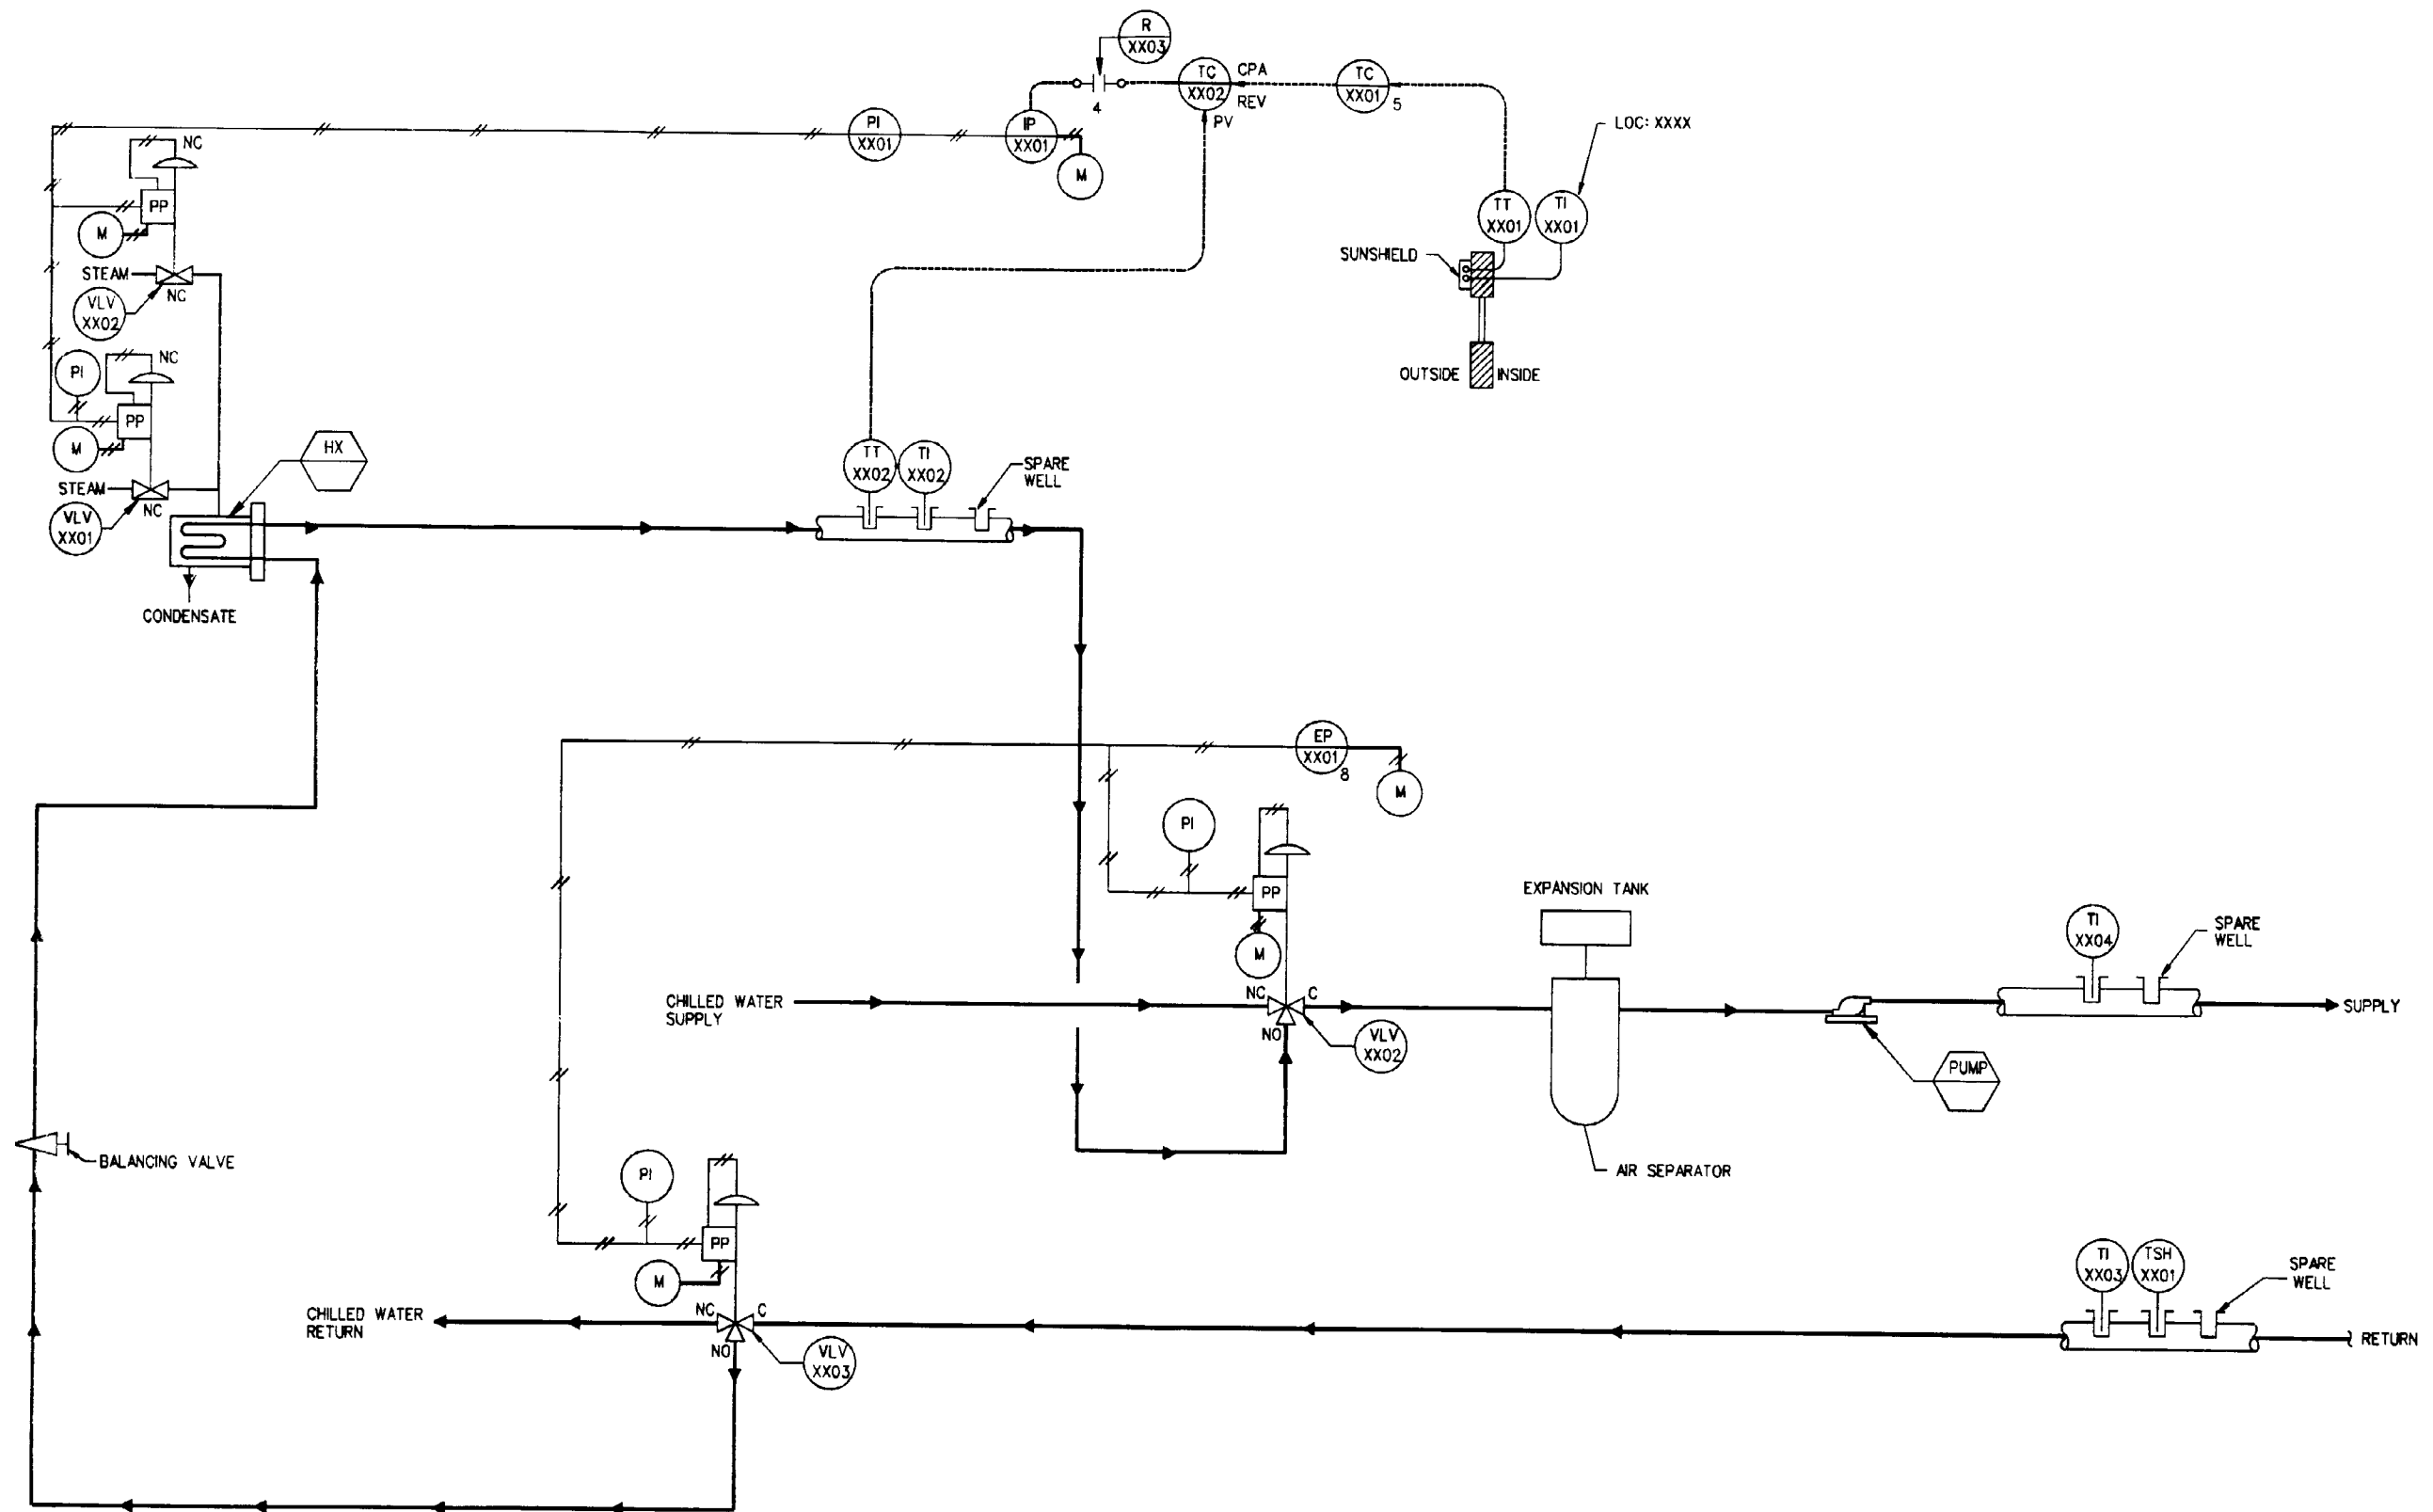 R
XX03
TC
XX02
CPA
REV
PV
TC
XX01
5
4
PI
XX01
IP
XX01
M
LOC: XXXX
NC
PP
M
STEAM
NC
VLV
XX02
TT
XX01
TI
XX01
SUNSHIELD
OUTSIDE
INSIDE
NC
PI
PP
M
STEAM
NC
VLV
XX01
HX
CONDENSATE
TT
XX02
TI
XX02
SPARE
WELL
EP
XX01
8
M
PI
PP
M
CHILLED WATER
SUPPLY
NC
C
NO
VLV
XX02
EXPANSION TANK
AIR SEPARATOR
PUMP
TI
XX04
SPARE
WELL
SUPPLY
BALANCING VALVE
PI
PP
M
CHILLED WATER
RETURN
NC
C
NO
VLV
XX03
TI
XX03
TSH
XX01
SPARE
WELL
RETURN